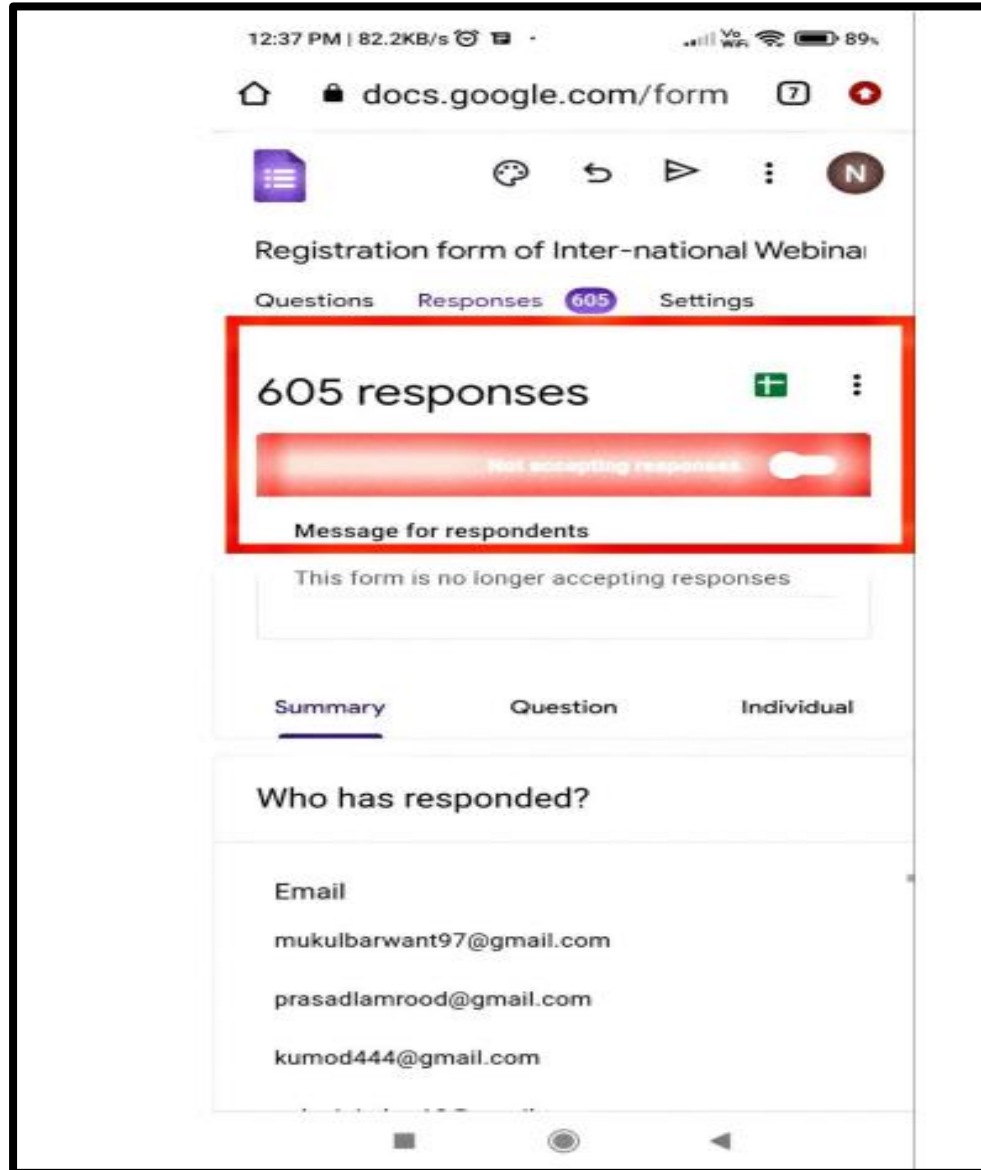 12:37 PM | 82.2KB/s
Vo WiFi 89%
docs.google.com/form 7
N
Registration form of Inter-national Webinar
Questions Responses 605 Settings
605 responses
Not accepting responses
Message for respondents
This form is no longer accepting responses
Summary Question Individual
Who has responded?
Email
mukulbarwant97@gmail.com
prasadlamrood@gmail.com
kumod444@gmail.com